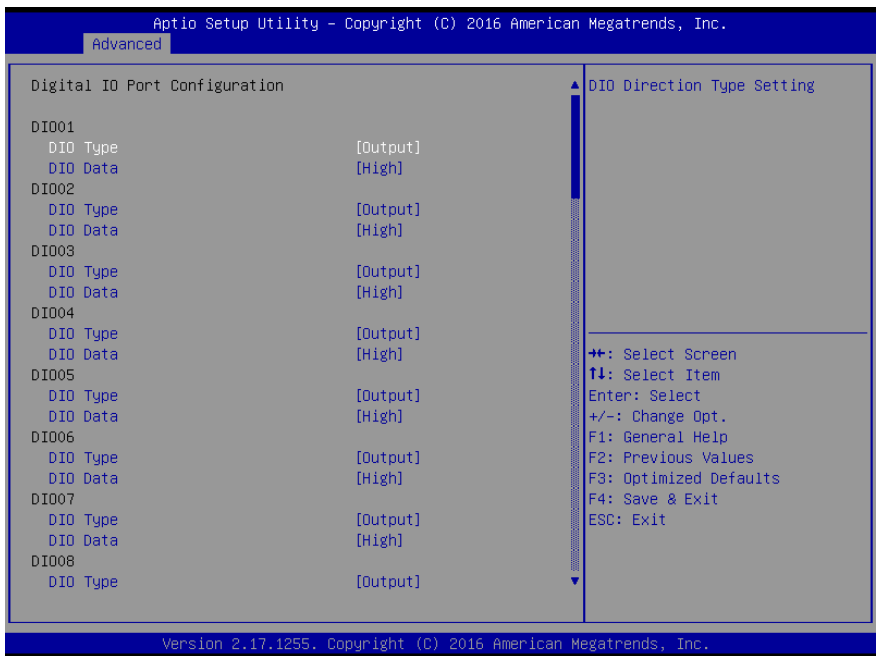 Aptio Setup Utility – Copyright (C) 2016 American Megatrends, Inc.
Advanced
Digital IO Port Configuration
DIO01
DIO Type [Output]
DIO Data [High]
DIO02
DIO Type [Output]
DIO Data [High]
DIO03
DIO Type [Output]
DIO Data [High]
DIO04
DIO Type [Output]
DIO Data [High]
DIO05
DIO Type [Output]
DIO Data [High]
DIO06
DIO Type [Output]
DIO Data [High]
DIO07
DIO Type [Output]
DIO Data [High]
DIO08
DIO Type [Output]
DIO Direction Type Setting
→←: Select Screen
↑↓: Select Item
Enter: Select
+/-: Change Opt.
F1: General Help
F2: Previous Values
F3: Optimized Defaults
F4: Save & Exit
ESC: Exit
Version 2.17.1255. Copyright (C) 2016 American Megatrends, Inc.